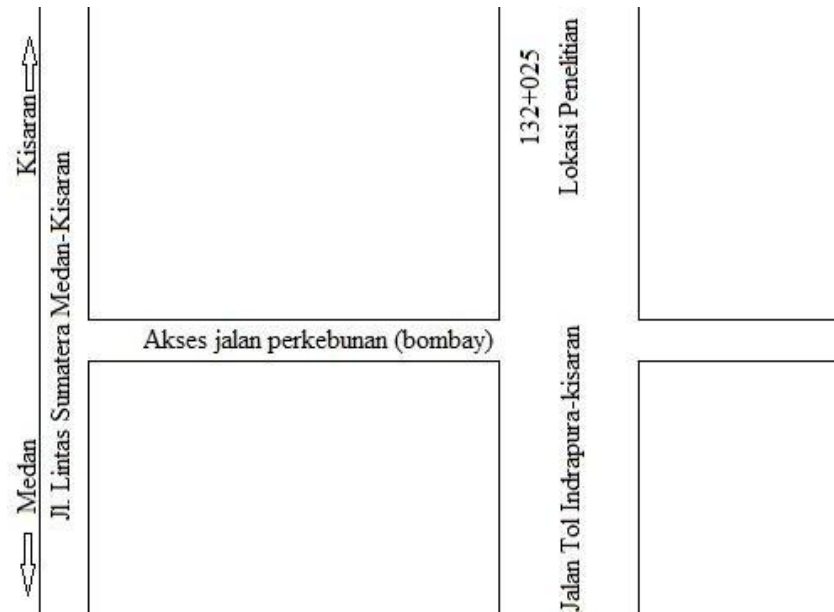 Kisaran
Medan
Jl. Lintas Sumatera Medan-Kisaran
Akses jalan perkebunan (bombay)
132+025
Lokasi Penelitian
Jalan Tol Indrapura-kisaran